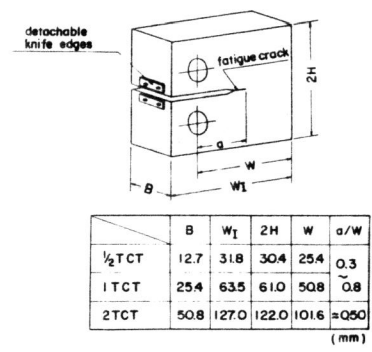 detachable
knife edges
fatigue crack
2H
a
W
B
W_I
B W_I 2H W a/W
½TCT 12.7 31.8 30.4 25.4 0.3
~
1TCT 25.4 63.5 61.0 50.8 0.8
2TCT 50.8 127.0 122.0 101.6 ≈0.50
(mm)